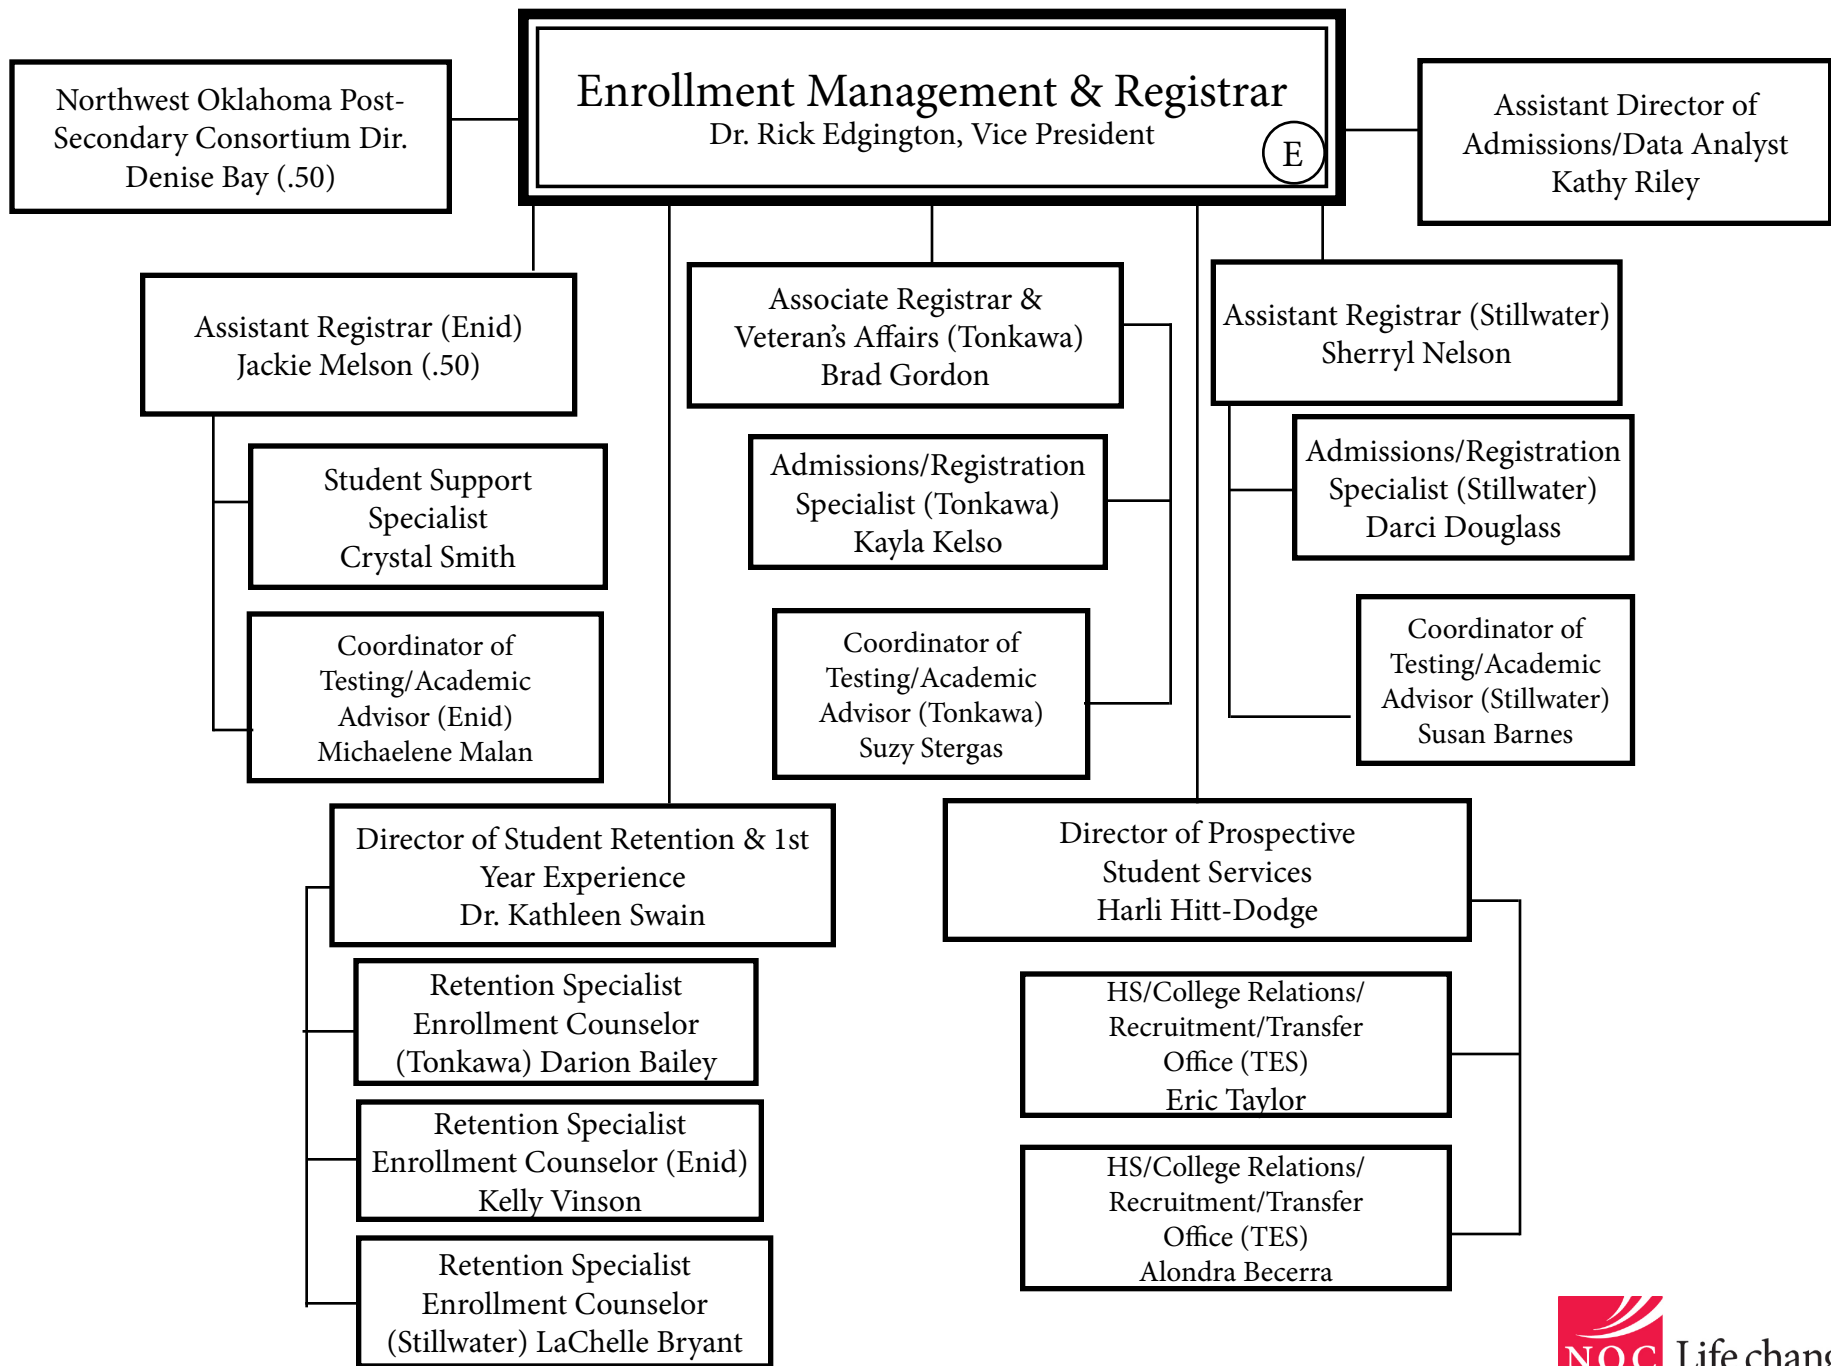 Enrollment Management & Registrar
Dr. Rick Edgington, Vice President
E
Northwest Oklahoma Post-
Secondary Consortium Dir.
Denise Bay (.50)
Assistant Director of
Admissions/Data Analyst
Kathy Riley
Assistant Registrar (Enid)
Jackie Melson (.50)
Student Support
Specialist
Crystal Smith
Coordinator of
Testing/Academic
Advisor (Enid)
Michaelene Malan
Associate Registrar &
Veteran's Affairs (Tonkawa)
Brad Gordon
Admissions/Registration
Specialist (Tonkawa)
Kayla Kelso
Coordinator of
Testing/Academic
Advisor (Tonkawa)
Suzy Stergas
Assistant Registrar (Stillwater)
Sherryl Nelson
Admissions/Registration
Specialist (Stillwater)
Darci Douglass
Coordinator of
Testing/Academic
Advisor (Stillwater)
Susan Barnes
Director of Student Retention & 1st
Year Experience
Dr. Kathleen Swain
Retention Specialist
Enrollment Counselor
(Tonkawa) Darion Bailey
Retention Specialist
Enrollment Counselor (Enid)
Kelly Vinson
Retention Specialist
Enrollment Counselor
(Stillwater) LaChelle Bryant
Director of Prospective
Student Services
Harli Hitt-Dodge
HS/College Relations/
Recruitment/Transfer
Office (TES)
Eric Taylor
HS/College Relations/
Recruitment/Transfer
Office (TES)
Alondra Becerra
NOC
Life